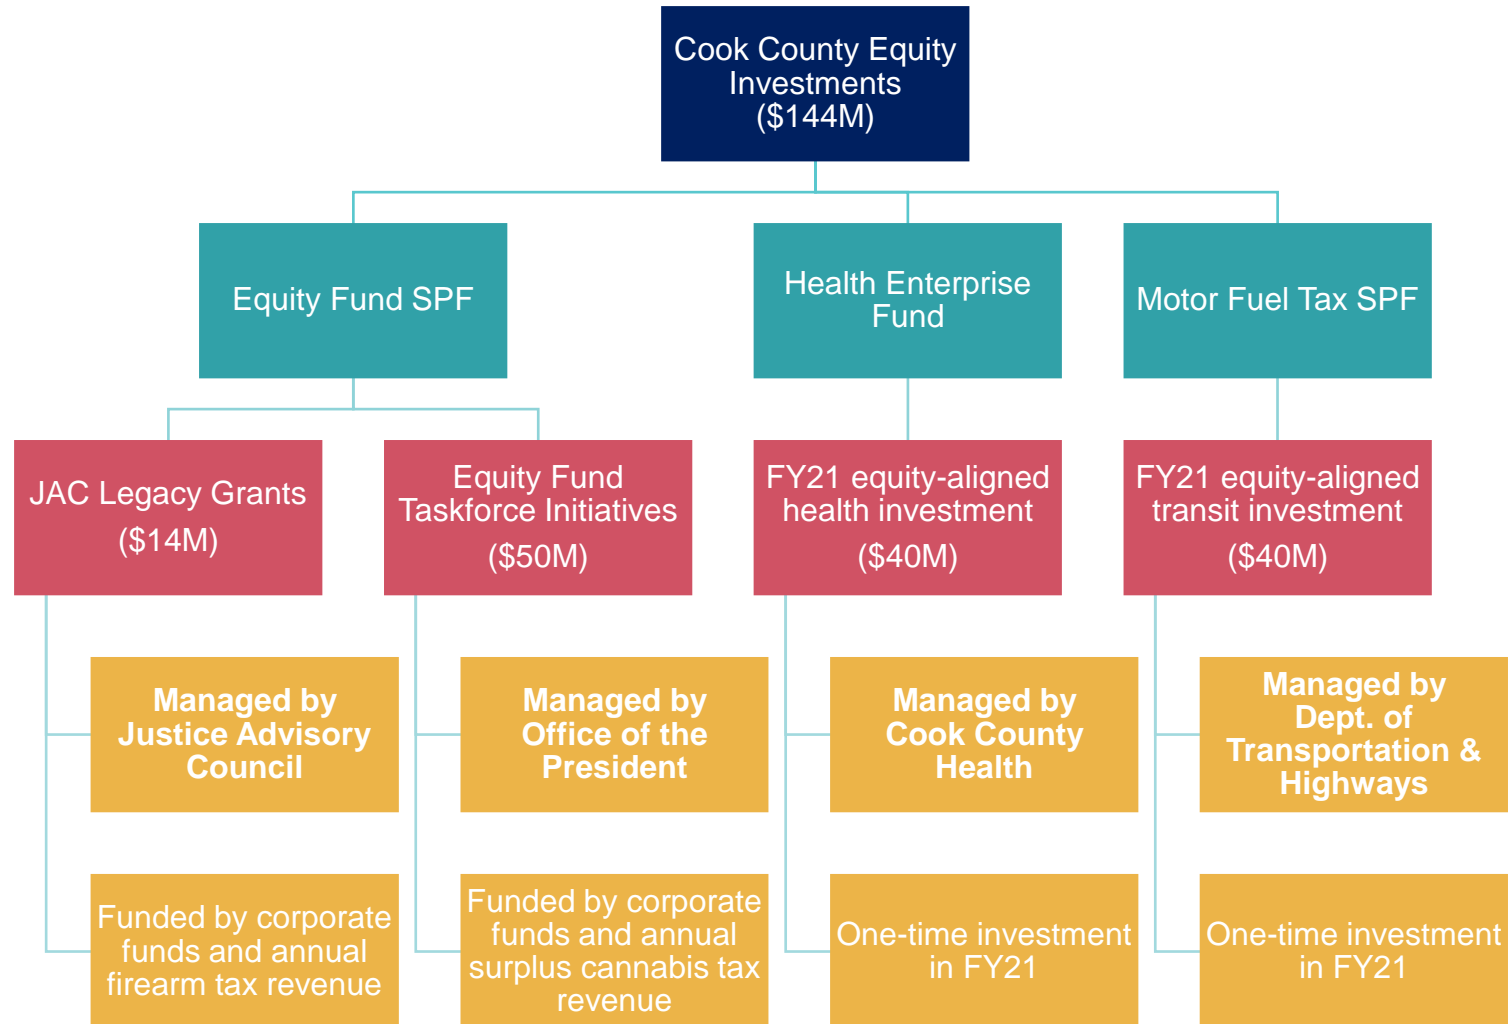 Cook County Equity
Investments
($144M)
Equity Fund SPF
Health Enterprise
Fund
Motor Fuel Tax SPF
JAC Legacy Grants
($14M)
Equity Fund
Taskforce Initiatives
($50M)
FY21 equity-aligned
health investment
($40M)
FY21 equity-aligned
transit investment
($40M)
Managed by
Justice Advisory
Council
Managed by
Office of the
President
Managed by
Cook County
Health
Managed by
Dept. of
Transportation &
Highways
Funded by corporate
funds and annual
firearm tax revenue
Funded by corporate
funds and annual
surplus cannabis tax
revenue
One-time investment
in FY21
One-time investment
in FY21